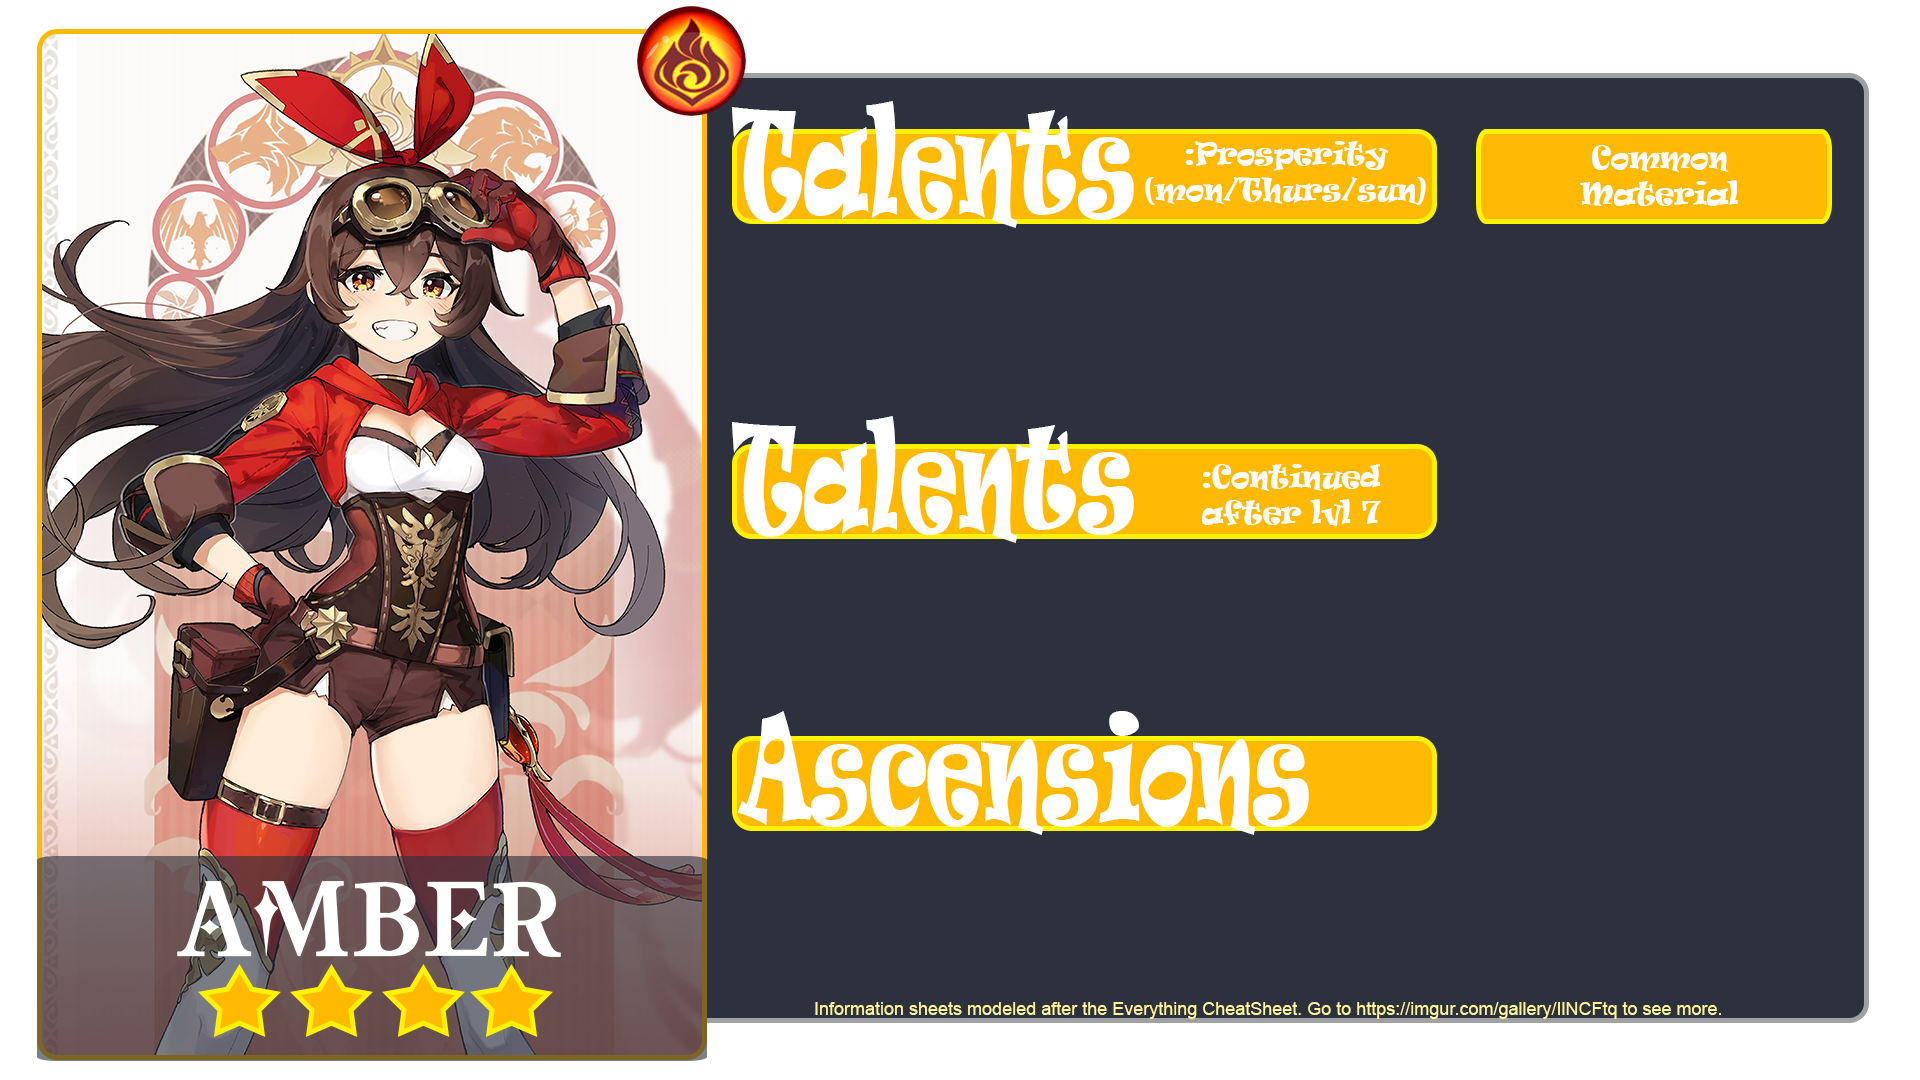 Talents :Prosperity
(mon/Thurs/sun)
Common
Material
Talents :Continued
after lvl 7
Ascensions
AMBER
Information sheets modeled after the Everything CheatSheet. Go to https://imgur.com/gallery/IINCFtq to see more.